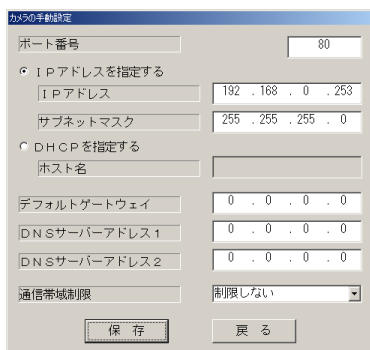 カメラの手動設定
ポート番号 80
ＩＰアドレスを指定する
ＩＰアドレス 192 . 168 . 0 . 253
サブネットマスク 255 . 255 . 255 . 0
ＤＨＣＰを指定する
ホスト名
デフォルトゲートウェイ 0 . 0 . 0 . 0
ＤＮＳサーバーアドレス１ 0 . 0 . 0 . 0
ＤＮＳサーバーアドレス２ 0 . 0 . 0 . 0
通信帯域制限 制限しない
保 存 戻 る